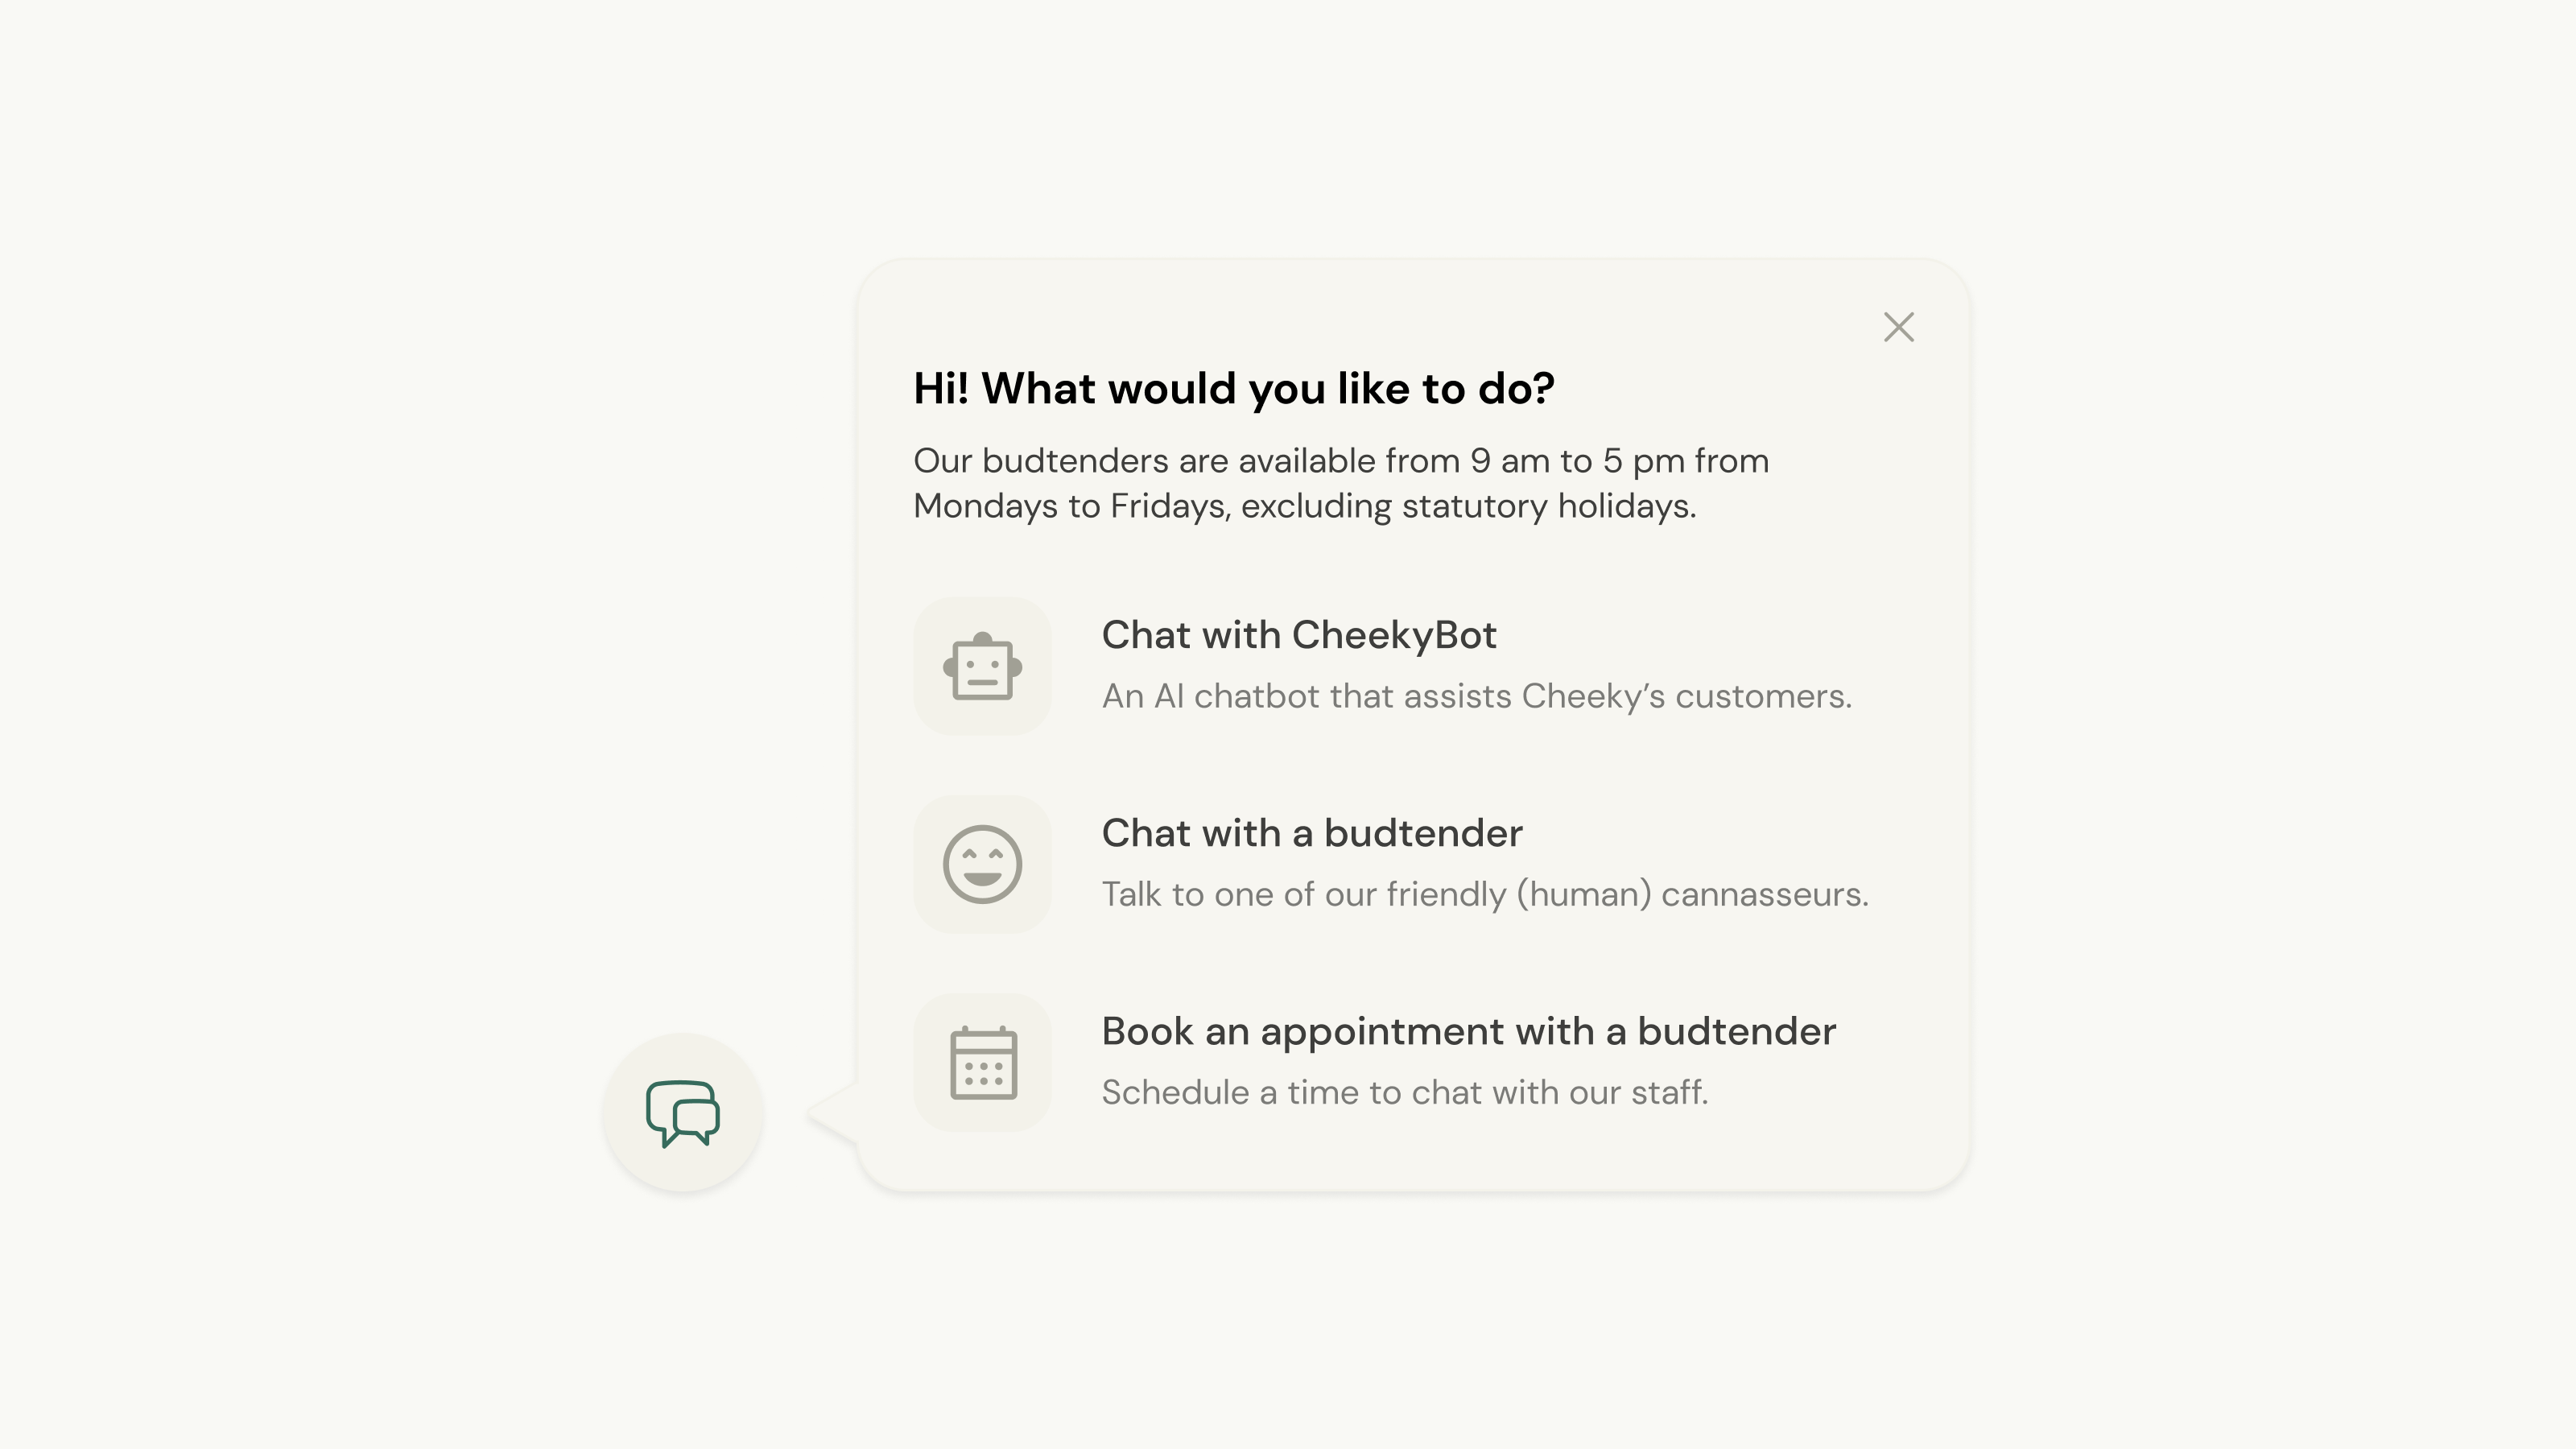 Hi! What would you like to do?
Our budtenders are available from 9 am to 5 pm from
Mondays to Fridays, excluding statutory holidays.
Chat with CheekyBot
An AI chatbot that assists Cheeky’s customers.
Chat with a budtender
Talk to one of our friendly (human) cannasseurs.
Book an appointment with a budtender
Schedule a time to chat with our staff.